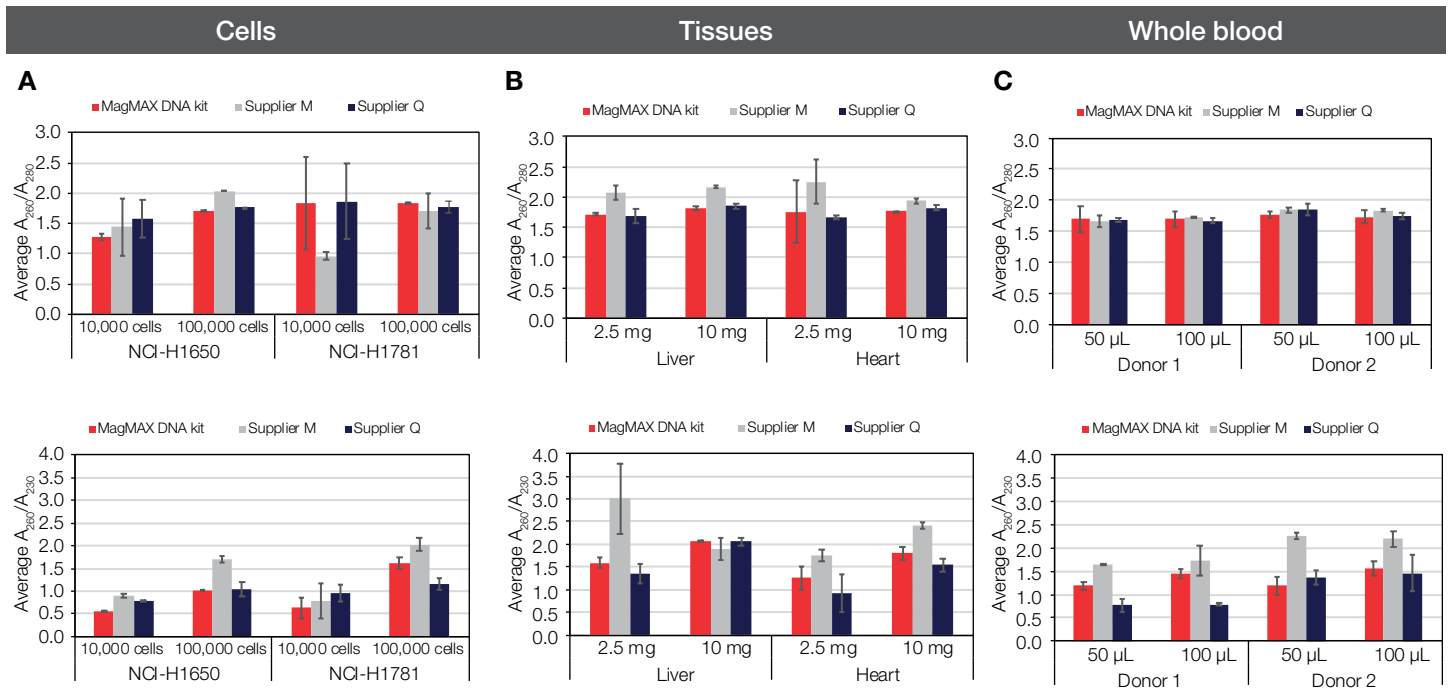 Cells Tissues Whole blood
A
MagMAX DNA kit Supplier M Supplier Q
Average A260/A280
3.0
2.5
2.0
1.5
1.0
0.5
0.0
10,000 cells 100,000 cells 10,000 cells 100,000 cells
NCI-H1650 NCI-H1781
B
MagMAX DNA kit Supplier M Supplier Q
Average A260/A280
3.0
2.5
2.0
1.5
1.0
0.5
0.0
2.5 mg 10 mg 2.5 mg 10 mg
Liver Heart
C
MagMAX DNA kit Supplier M Supplier Q
Average A260/A280
3.0
2.5
2.0
1.5
1.0
0.5
0.0
50 µL 100 µL 50 µL 100 µL
Donor 1 Donor 2
MagMAX DNA kit Supplier M Supplier Q
Average A260/A230
4.0
3.5
3.0
2.5
2.0
1.5
1.0
0.5
0.0
10,000 cells 100,000 cells 10,000 cells 100,000 cells
NCI-H1650 NCI-H1781
MagMAX DNA kit Supplier M Supplier Q
Average A260/A230
4.0
3.5
3.0
2.5
2.0
1.5
1.0
0.5
0.0
2.5 mg 10 mg 2.5 mg 10 mg
Liver Heart
MagMAX DNA kit Supplier M Supplier Q
Average A260/A230
4.0
3.5
3.0
2.5
2.0
1.5
1.0
0.5
0.0
50 µL 100 µL 50 µL 100 µL
Donor 1 Donor 2